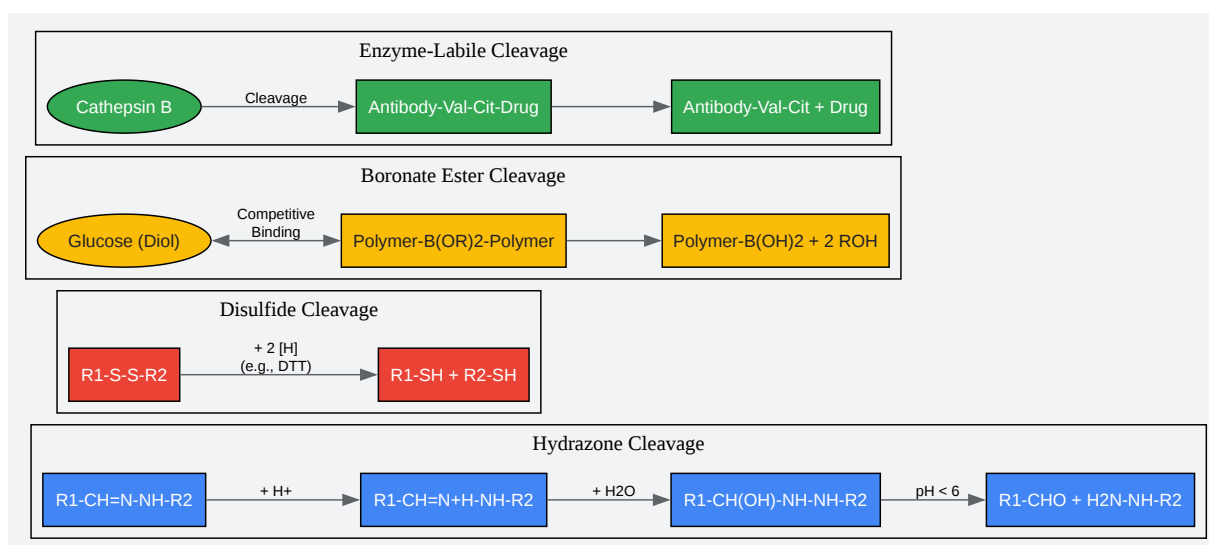 Enzyme-Labile Cleavage
Cathepsin B
Cleavage
Antibody-Val-Cit-Drug
Antibody-Val-Cit + Drug
Boronate Ester Cleavage
Glucose (Diol)
Competitive
Binding
Polymer-B(OR)2-Polymer
Polymer-B(OH)2 + 2 ROH
Disulfide Cleavage
R1-S-S-R2
+ 2 [H]
(e.g., DTT)
R1-SH + R2-SH
Hydrazone Cleavage
R1-CH=N-NH-R2
+ H+
R1-CH=N+H-NH-R2
+ H2O
R1-CH(OH)-NH-NH-R2
pH < 6
R1-CHO + H2N-NH-R2